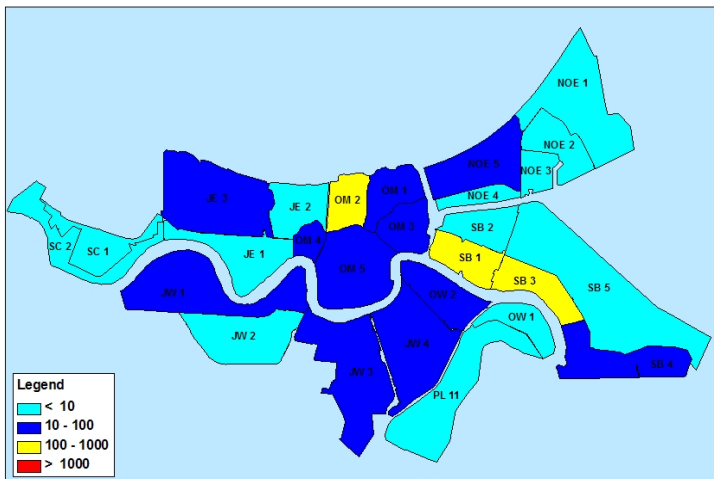 NOE 1
NOE 2
NOE 5
NOE 3
NOE 4
OM 1
JE 3
OM 2
JE 2
SB 2
OM 3
OM 4
SC 2
SC 1
JE 1
SB 1
OM 5
SB 3
SB 5
JW 1
OW 2
OW 1
JW 2
JW 4
SB 4
JW 3
PL 11
Legend
< 10
10 - 100
100 - 1000
> 1000